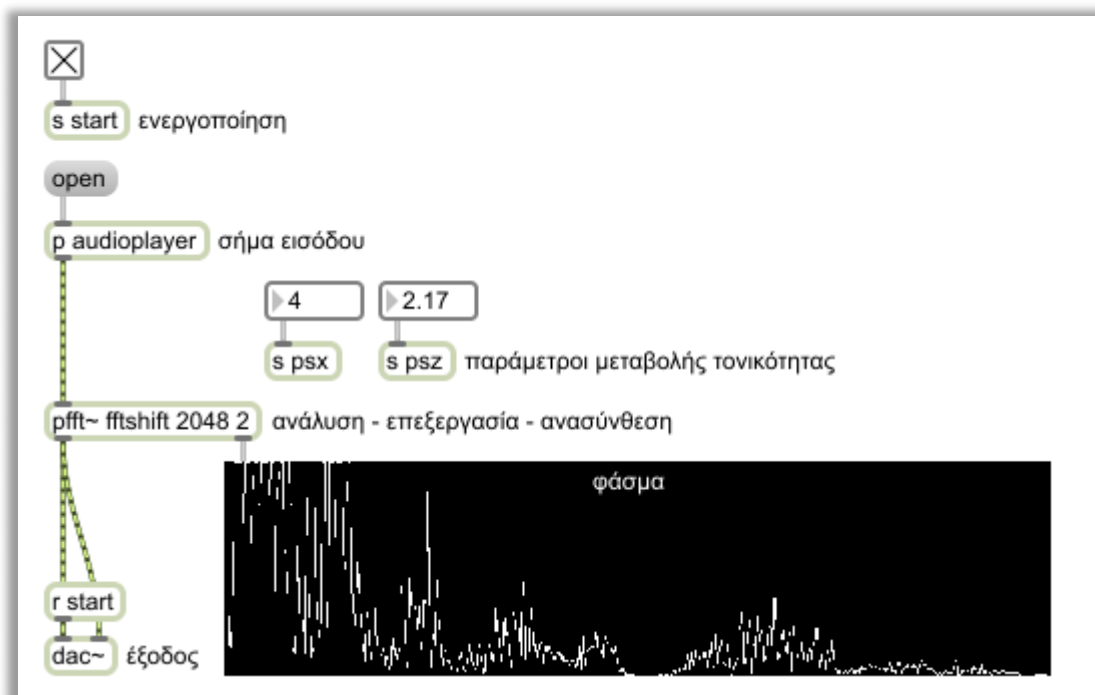 s start ενεργοποίηση
open
p audioplayer σήμα εισόδου
4 2.17
s psx s psz παράμετροι μεταβολής τονικότητας
pfft~ fftshift 2048 2 ανάλυση - επεξεργασία - ανασύνθεση
φάσμα
r start
dac~ έξοδος